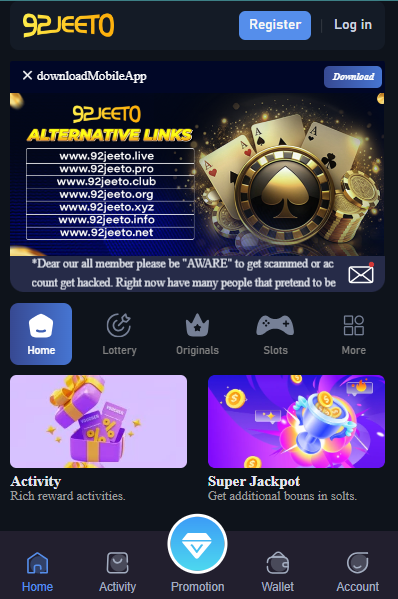 92JEETO
Register
Log in
× downloadMobileApp
Download
92JEETO
ALTERNATIVE LINKS
www.92jeeto.live
www.92jeeto.pro
www.92jeeto.club
www.92jeeto.org
www.92jeeto.xyz
www.92jeeto.info
www.92jeeto.net
*Dear our all member please be "AWARE" to get scammed or ac
count get hacked. Right now have many people that pretend to be
Home
Lottery
Originals
Slots
More
Activity
Rich reward activities.
Super Jackpot
Get additional bouns in solts.
Home
Activity
Promotion
Wallet
Account